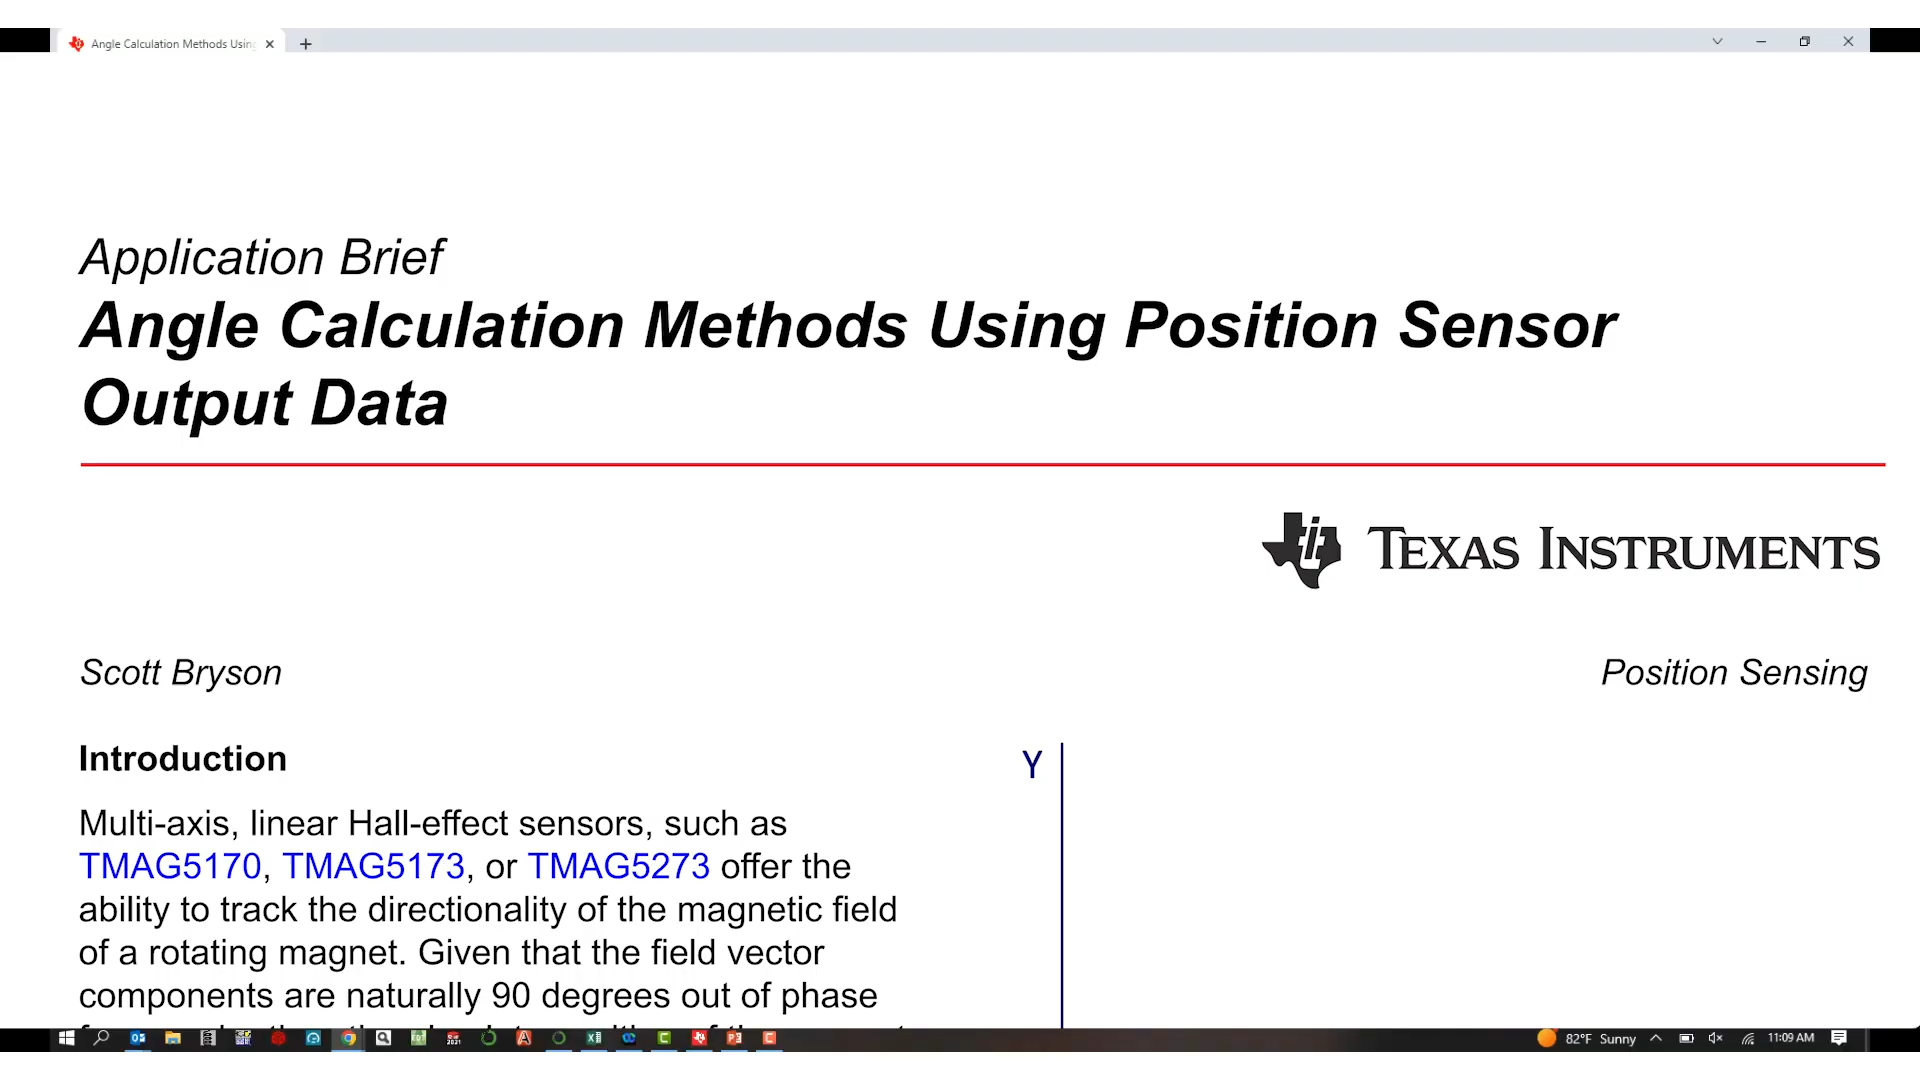 Angle Calculation Methods Using
Application Brief
Angle Calculation Methods Using Position Sensor
Output Data
TEXAS INSTRUMENTS
Scott Bryson
Position Sensing
Introduction
Y
Multi-axis, linear Hall-effect sensors, such as
TMAG5170, TMAG5173, or TMAG5273 offer the
ability to track the directionality of the magnetic field
of a rotating magnet. Given that the field vector
components are naturally 90 degrees out of phase
82°F Sunny
11:09 AM